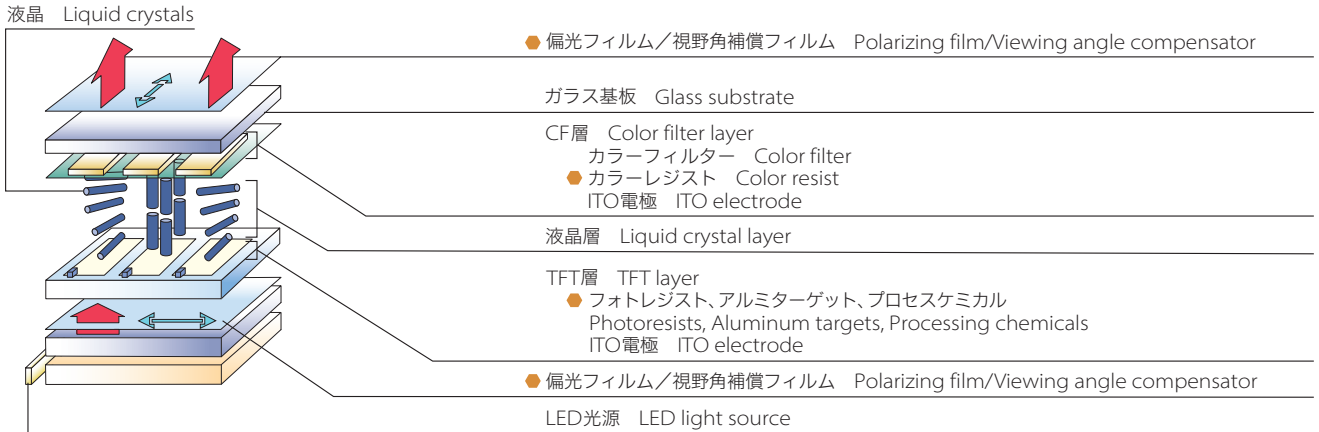 液晶 Liquid crystals
偏光フィルム／視野角補償フィルム Polarizing film/Viewing angle compensator
ガラス基板 Glass substrate
CF層 Color filter layer
カラーフィルター Color filter
カラーレジスト Color resist
ITO電極 ITO electrode
液晶層 Liquid crystal layer
TFT層 TFT layer
フォトレジスト、アルミターゲット、プロセスケミカル
Photoresists, Aluminum targets, Processing chemicals
ITO電極 ITO electrode
偏光フィルム／視野角補償フィルム Polarizing film/Viewing angle compensator
LED光源 LED light source